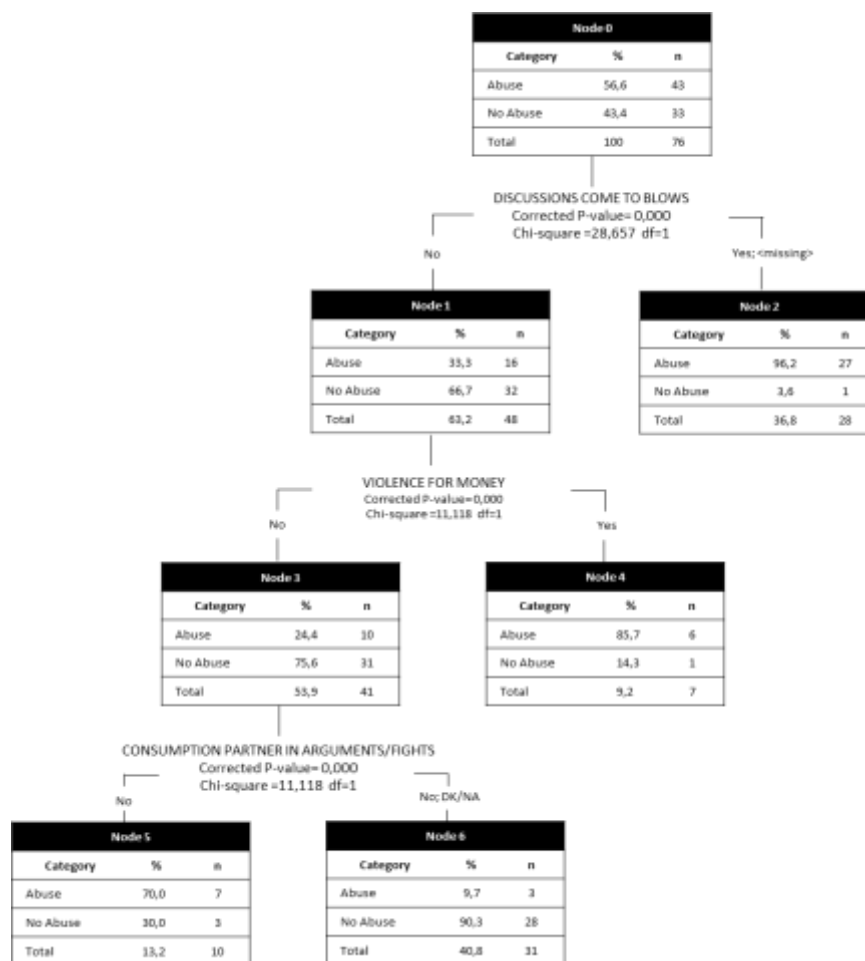 Node 0
Category % n
Abuse 56,6 43
No Abuse 43,4 33
Total 100 76
DISCUSSIONS COME TO BLOWS
Corrected P-value= 0,000
Chi-square =28,657 df=1
No
Yes; <missing>
Node 1
Category % n
Abuse 33,3 16
No Abuse 66,7 32
Total 63,2 48
Node 2
Category % n
Abuse 96,2 27
No Abuse 3,6 1
Total 36,8 28
VIOLENCE FOR MONEY
Corrected P-value=0,000
Chi-square =11,118 df=1
No
Yes
Node 3
Category % n
Abuse 24,4 10
No Abuse 75,6 31
Total 53,9 41
Node 4
Category % n
Abuse 85,7 6
No Abuse 14,3 1
Total 9,2 7
CONSUMPTION PARTNER IN ARGUMENTS/FIGHTS
Corrected P-value= 0,000
Chi-square =11,118 df=1
No
No; DK/NA
Node 5
Category % n
Abuse 70,0 7
No Abuse 30,0 3
Total 13,2 10
Node 6
Category % n
Abuse 9,7 3
No Abuse 90,3 28
Total 40,8 31